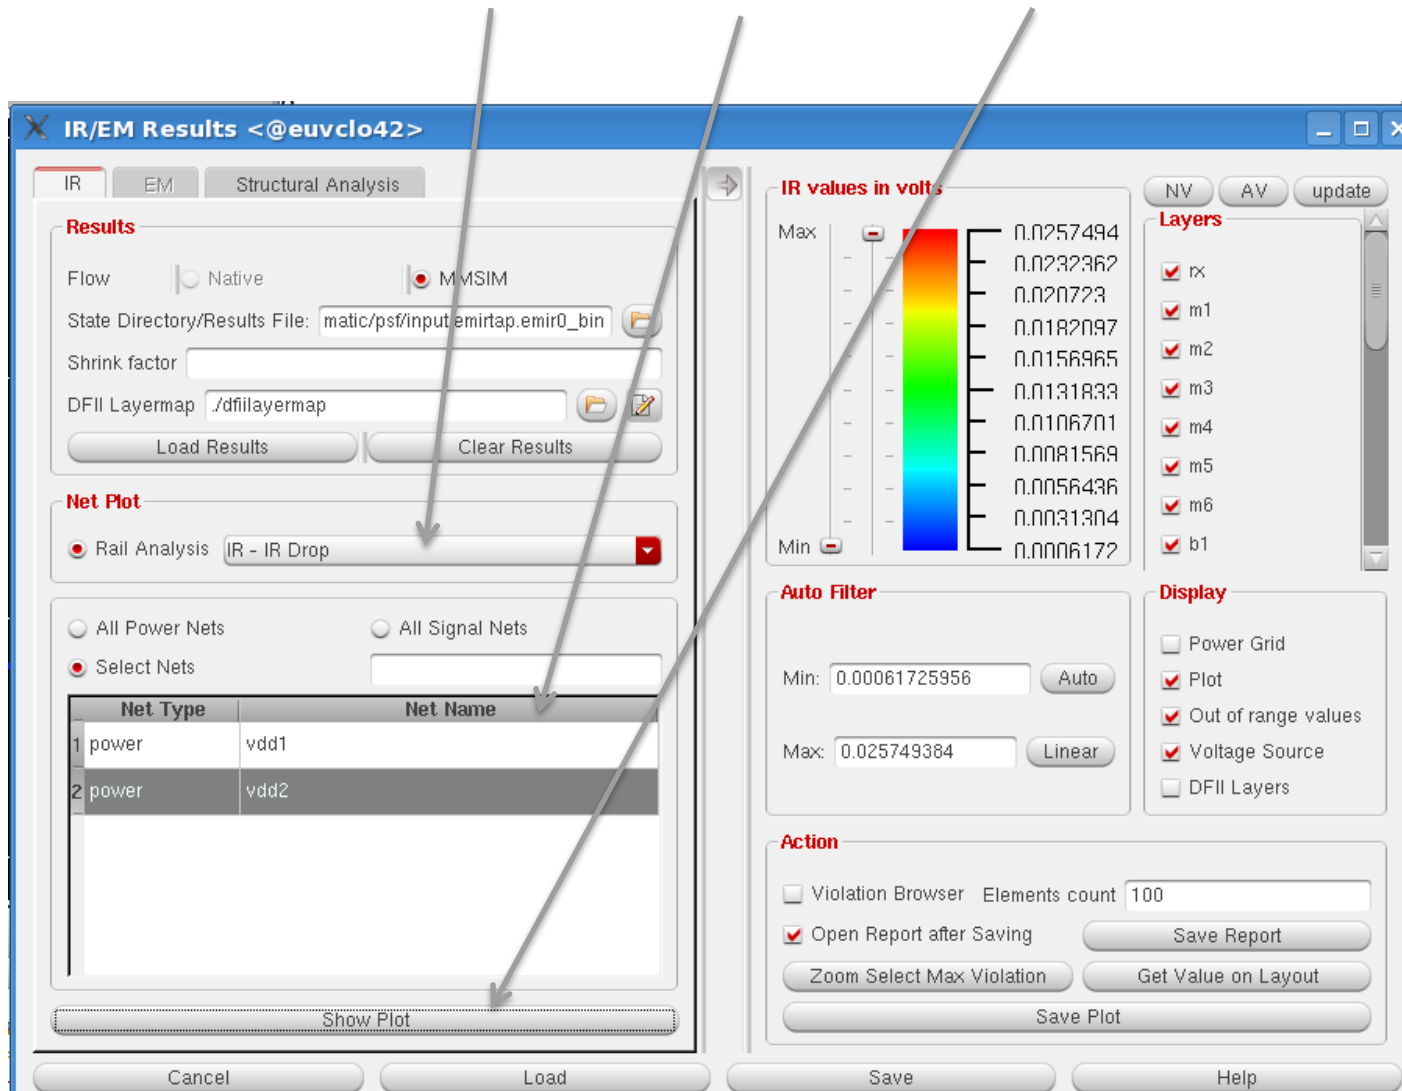 IR/EM Results <@euvclo42>
IR
EM
Structural Analysis
Results
Flow
Native
MMSIM
State Directory/Results File: matic/psf/input.emirtap.emir0_bin
Shrink factor
DFII Layermap ./dfiilayermap
Load Results
Clear Results
Net Plot
Rail Analysis IR - IR Drop
All Power Nets
All Signal Nets
Select Nets
Net Type Net Name
1 power vdd1
2 power vdd2
Show Plot
IR values in volts
Max
0.0257494
0.0232362
0.020723
0.0182097
0.0156965
0.0131833
0.0106701
0.0081569
0.0056436
0.0031304
Min
0.0006172
NV
AV
update
Layers
rx
m1
m2
m3
m4
m5
m6
b1
Auto Filter
Min: 0.00061725956
Auto
Max: 0.025749384
Linear
Display
Power Grid
Plot
Out of range values
Voltage Source
DFII Layers
Action
Violation Browser Elements count 100
Open Report after Saving
Save Report
Zoom Select Max Violation
Get Value on Layout
Save Plot
Cancel
Load
Save
Help